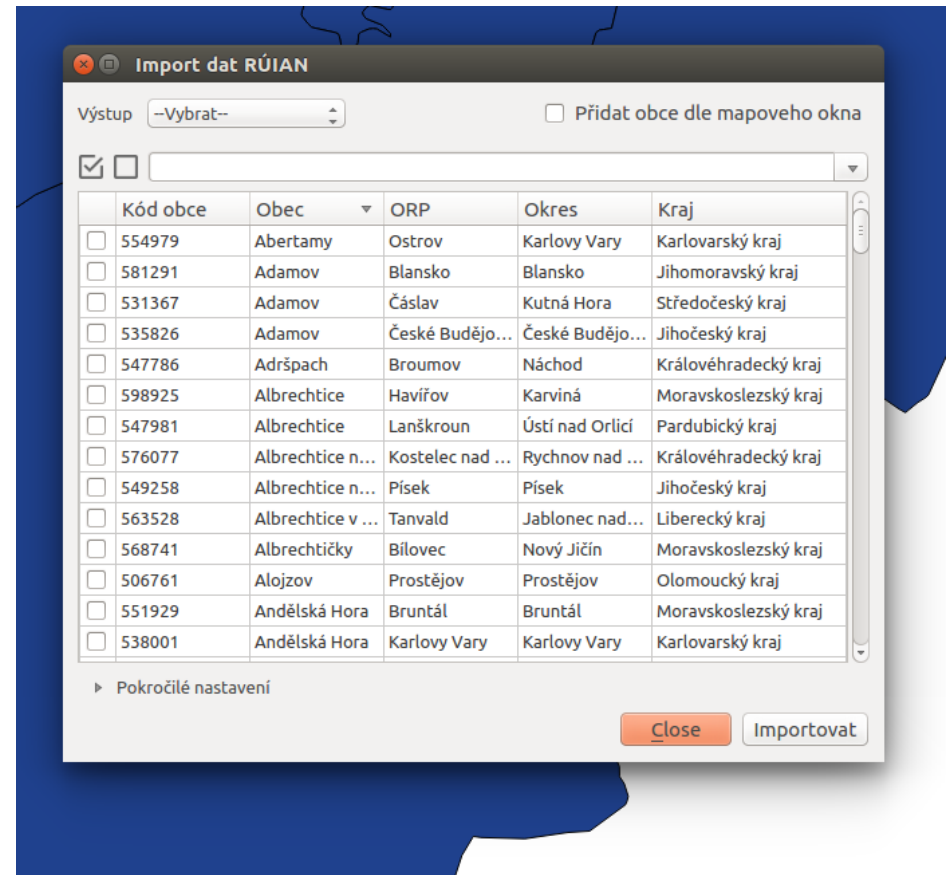 Import dat RÚIAN
Výstup --Vybrat-- Přidat obce dle mapoveho okna
Kód obce Obec ORP Okres Kraj
554979 Abertamy Ostrov Karlovy Vary Karlovarský kraj
581291 Adamov Blansko Blansko Jihomoravský kraj
531367 Adamov Čáslav Kutná Hora Středočeský kraj
535826 Adamov České Budějo... České Budějo... Jihočeský kraj
547786 Adršpach Broumov Náchod Královéhradecký kraj
598925 Albrechtice Havířov Karviná Moravskoslezský kraj
547981 Albrechtice Lanškroun Ústí nad Orlicí Pardubický kraj
576077 Albrechtice n... Kostelec nad ... Rychnov nad ... Královéhradecký kraj
549258 Albrechtice n... Písek Písek Jihočeský kraj
563528 Albrechtice v ... Tanvald Jablonec nad... Liberecký kraj
568741 Albrechtičky Bílovec Nový Jičín Moravskoslezský kraj
506761 Alojzov Prostějov Prostějov Olomoucký kraj
551929 Andělská Hora Bruntál Bruntál Moravskoslezský kraj
538001 Andělská Hora Karlovy Vary Karlovy Vary Karlovarský kraj
Pokročilé nastavení
Close Importovat